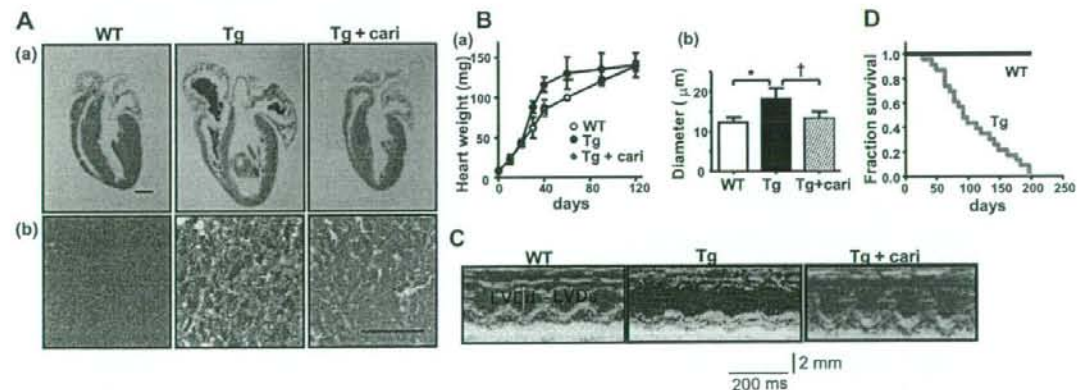 A
WT
Tg
Tg + cari
(a)
(b)
B
(a)
Heart weight (mg)
150
100
50
0
0
20
40
60
80
100
120
days
WT
Tg
Tg + cari
(b)
Diameter (μm)
20
10
0
*
†
WT
Tg
Tg+cari
C
WT
Tg
Tg + cari
2 mm
200 ms
D
Fraction survival
1.0
0.8
0.6
0.4
0.2
0.0
0
50
100
150
200
250
days
WT
Tg